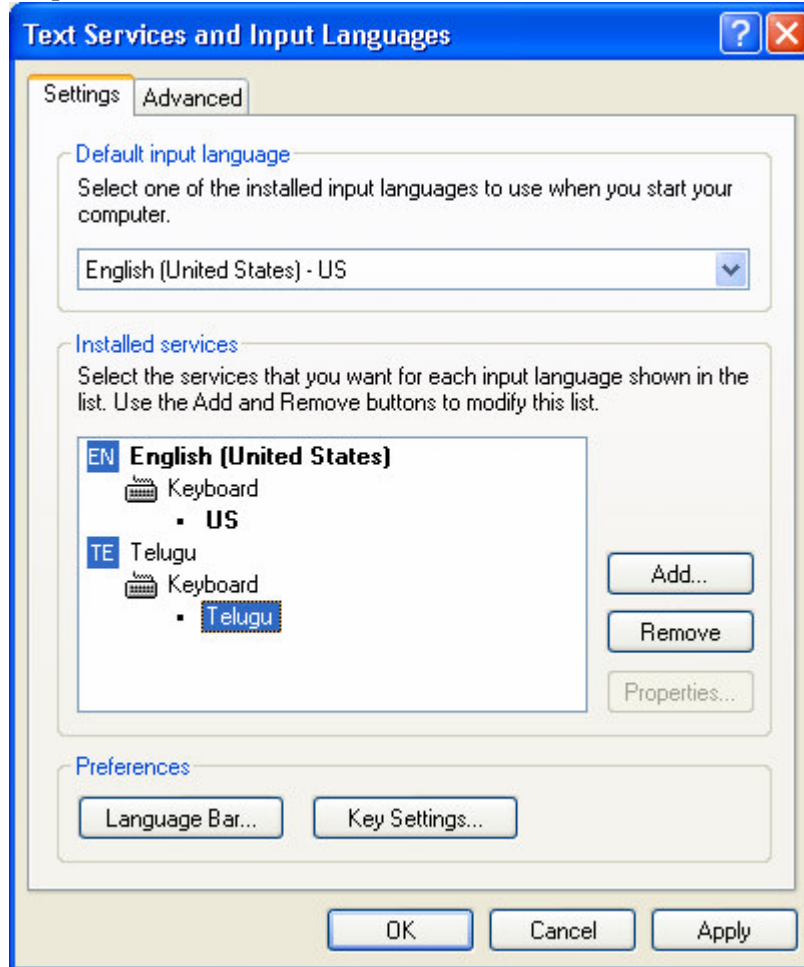 Text Services and Input Languages
Settings
Advanced
Default input language
Select one of the installed input languages to use when you start your
computer.
English (United States) - US
Installed services
Select the services that you want for each input language shown in the
list. Use the Add and Remove buttons to modify this list.
EN English (United States)
Keyboard
• US
TE Telugu
Keyboard
• Telugu
Add...
Remove
Properties...
Preferences
Language Bar...
Key Settings...
OK
Cancel
Apply